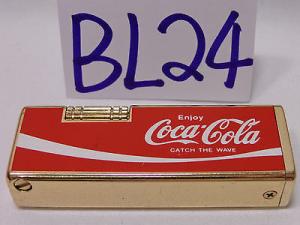 BL24
Enjoy
Coca-Cola
CATCH THE WAVE